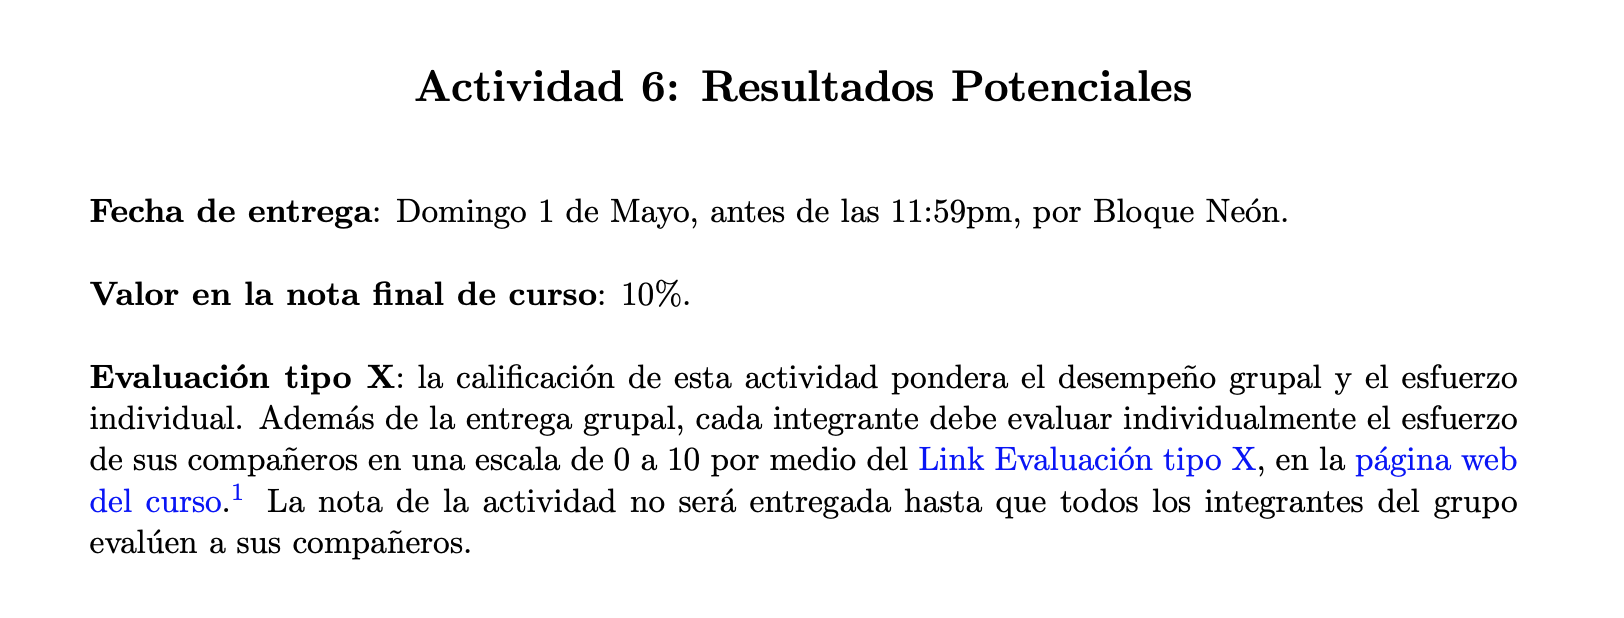 Actividad 6: Resultados Potenciales
Fecha de entrega: Domingo 1 de Mayo, antes de las 11:59pm, por Bloque Neón.
Valor en la nota final de curso: 10%.
Evaluación tipo X: la calificación de esta actividad pondera el desempeño grupal y el esfuerzo
individual. Además de la entrega grupal, cada integrante debe evaluar individualmente el esfuerzo
de sus compañeros en una escala de 0 a 10 por medio del Link Evaluación tipo X, en la página web
del curso.¹ La nota de la actividad no será entregada hasta que todos los integrantes del grupo
evalúen a sus compañeros.